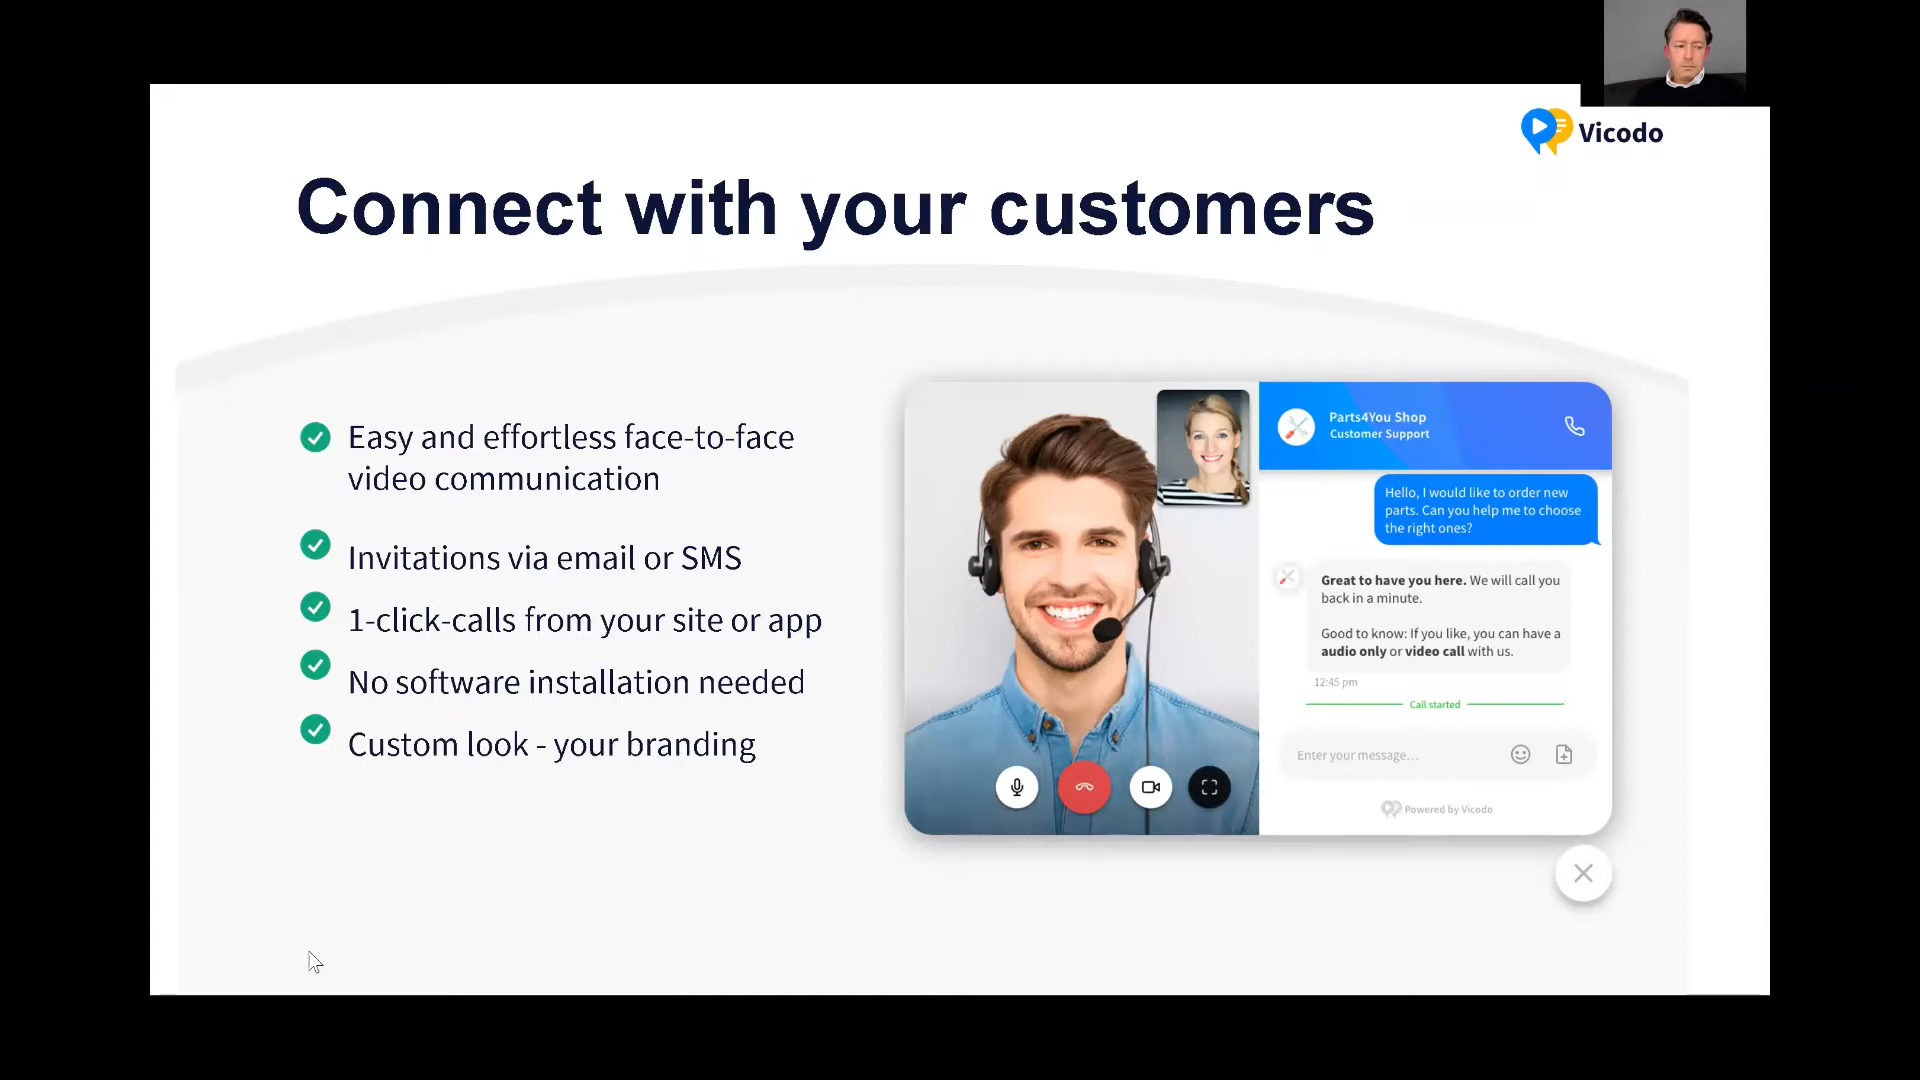 Vicodo
Connect with your customers
Easy and effortless face-to-face
video communication
Invitations via email or SMS
1-click-calls from your site or app
No software installation needed
Custom look - your branding
Parts4You Shop
Customer Support
Hello, I would like to order new
parts. Can you help me to choose
the right ones?
Great to have you here. We will call you
back in a minute.
Good to know: If you like, you can have a
audio only or video call with us.
12:45 pm
Call started
Enter your message...
Powered by Vicodo